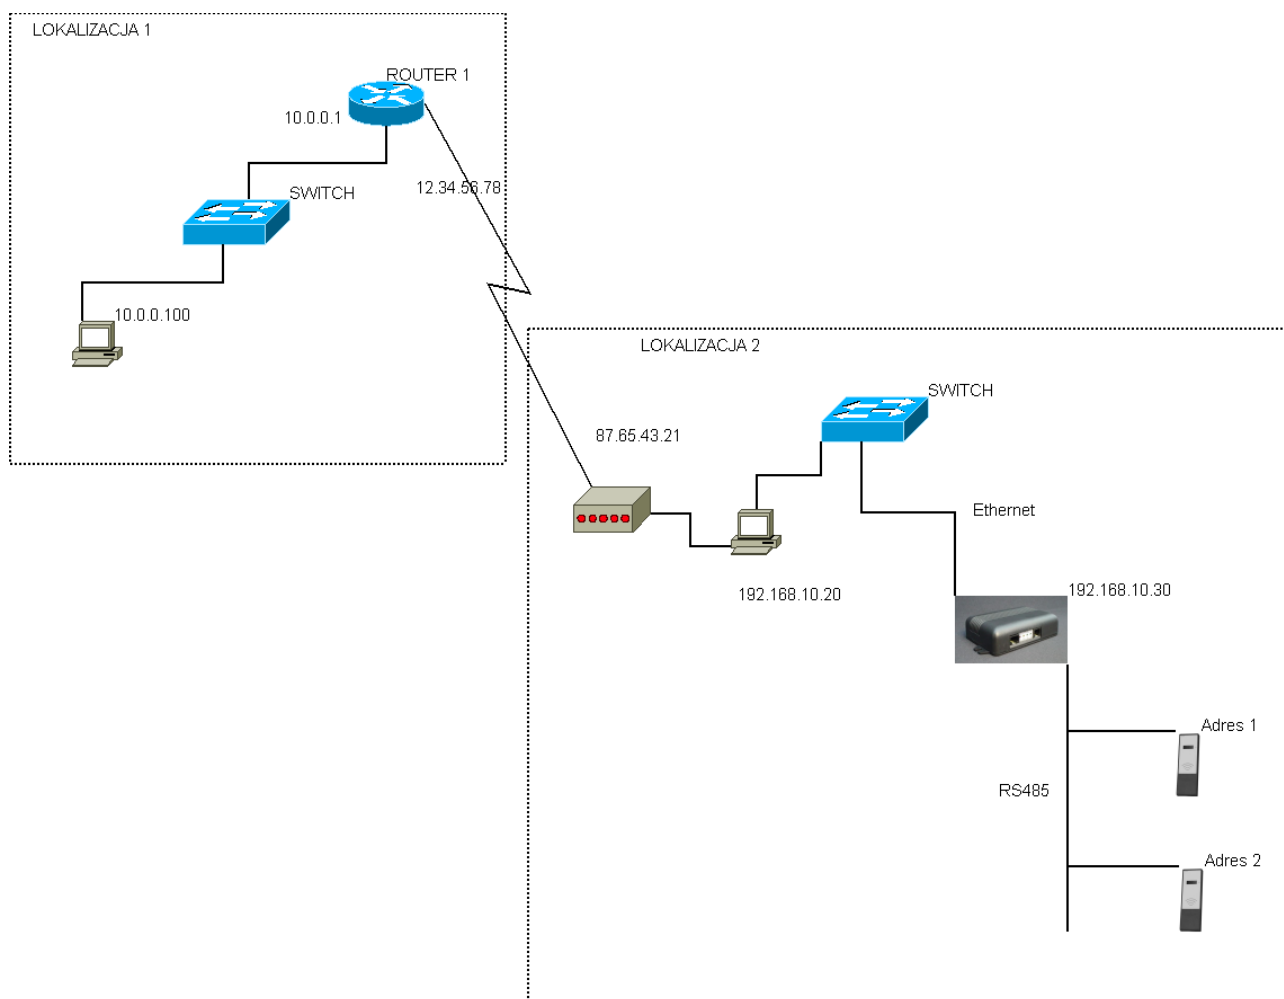 LOKALIZACJA 1
ROUTER 1
10.0.0.1
12.34.56.78
SWITCH
10.0.0.100
LOKALIZACJA 2
SWITCH
87.65.43.21
Ethernet
192.168.10.20
192.168.10.30
Adres 1
RS485
Adres 2